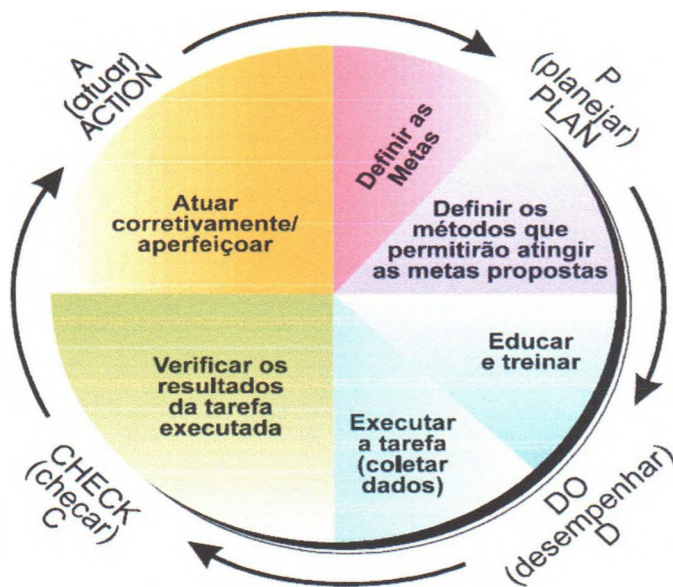 A
(atuar)
ACTION
P
(planejar)
PLAN
Definir as
Metas
Atuar
corretivamente/
aperfeiçoar
Definir os
métodos que
permitirão atingir
as metas propostas
Educar
e treinar
Verificar os
resultados
da tarefa
executada
Executar
a tarefa
(coletar
dados)
CHECK
(checar)
C
DO
(desempenhar)
D